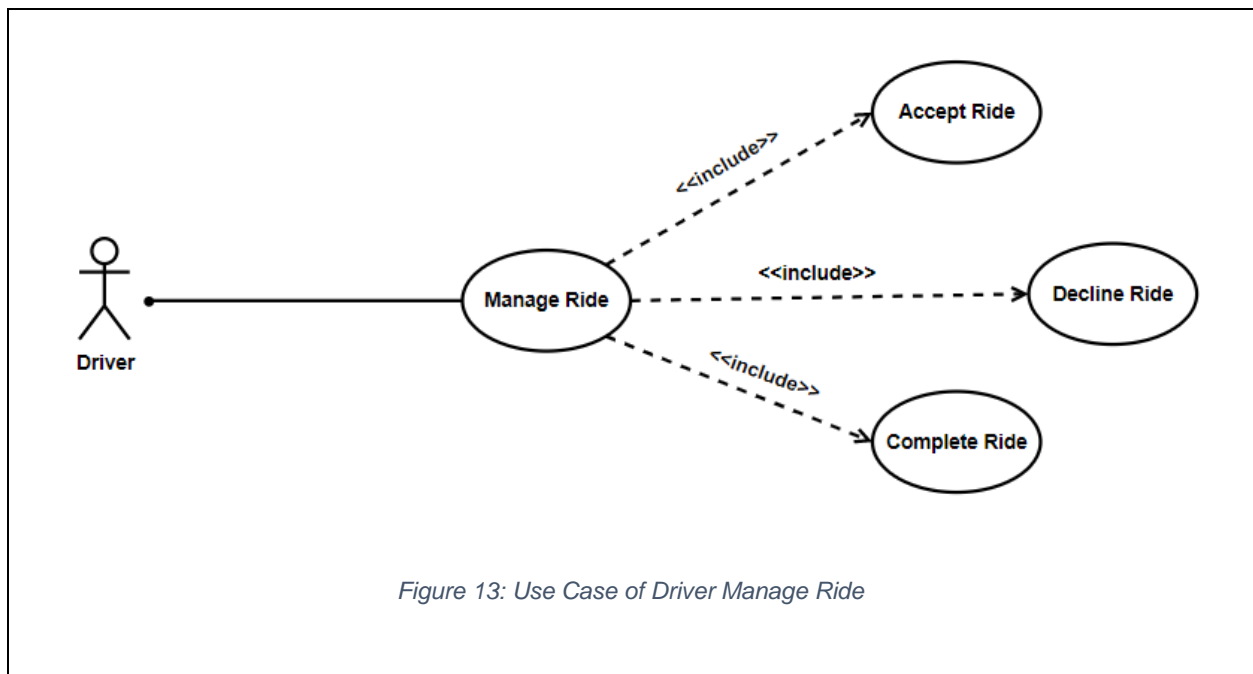 Accept Ride
<<include>>
<<include>>
Manage Ride
Decline Ride
Driver
<<include>>
Complete Ride
Figure 13: Use Case of Driver Manage Ride